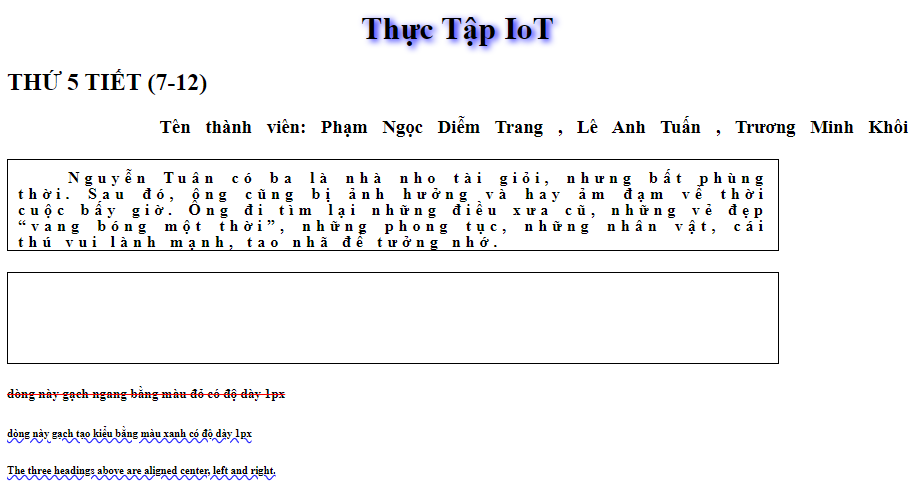 Thực Tập IoT
THỨ 5 TIẾT (7-12)
Tên thành viên: Phạm Ngọc Diễm Trang , Lê Anh Tuấn , Trương Minh Khôi
Nguyễn Tuân có ba là nhà nho tài giỏi, nhưng bất phùng
thời. Sau đó, ông cũng bị ảnh hưởng và hay ảm đạm về thời
cuộc bấy giờ. Ông đi tìm lại những điều xưa cũ, những vẻ đẹp
“vang bóng một thời”, những phong tục, những nhân vật, cái
thú vui lành mạnh, tao nhã để tưởng nhớ.
dòng này gạch ngang bằng màu đỏ có độ dày 1px
dòng này gạch tạo kiểu bằng màu xanh có độ dày 1px
The three headings above are aligned center, left and right.